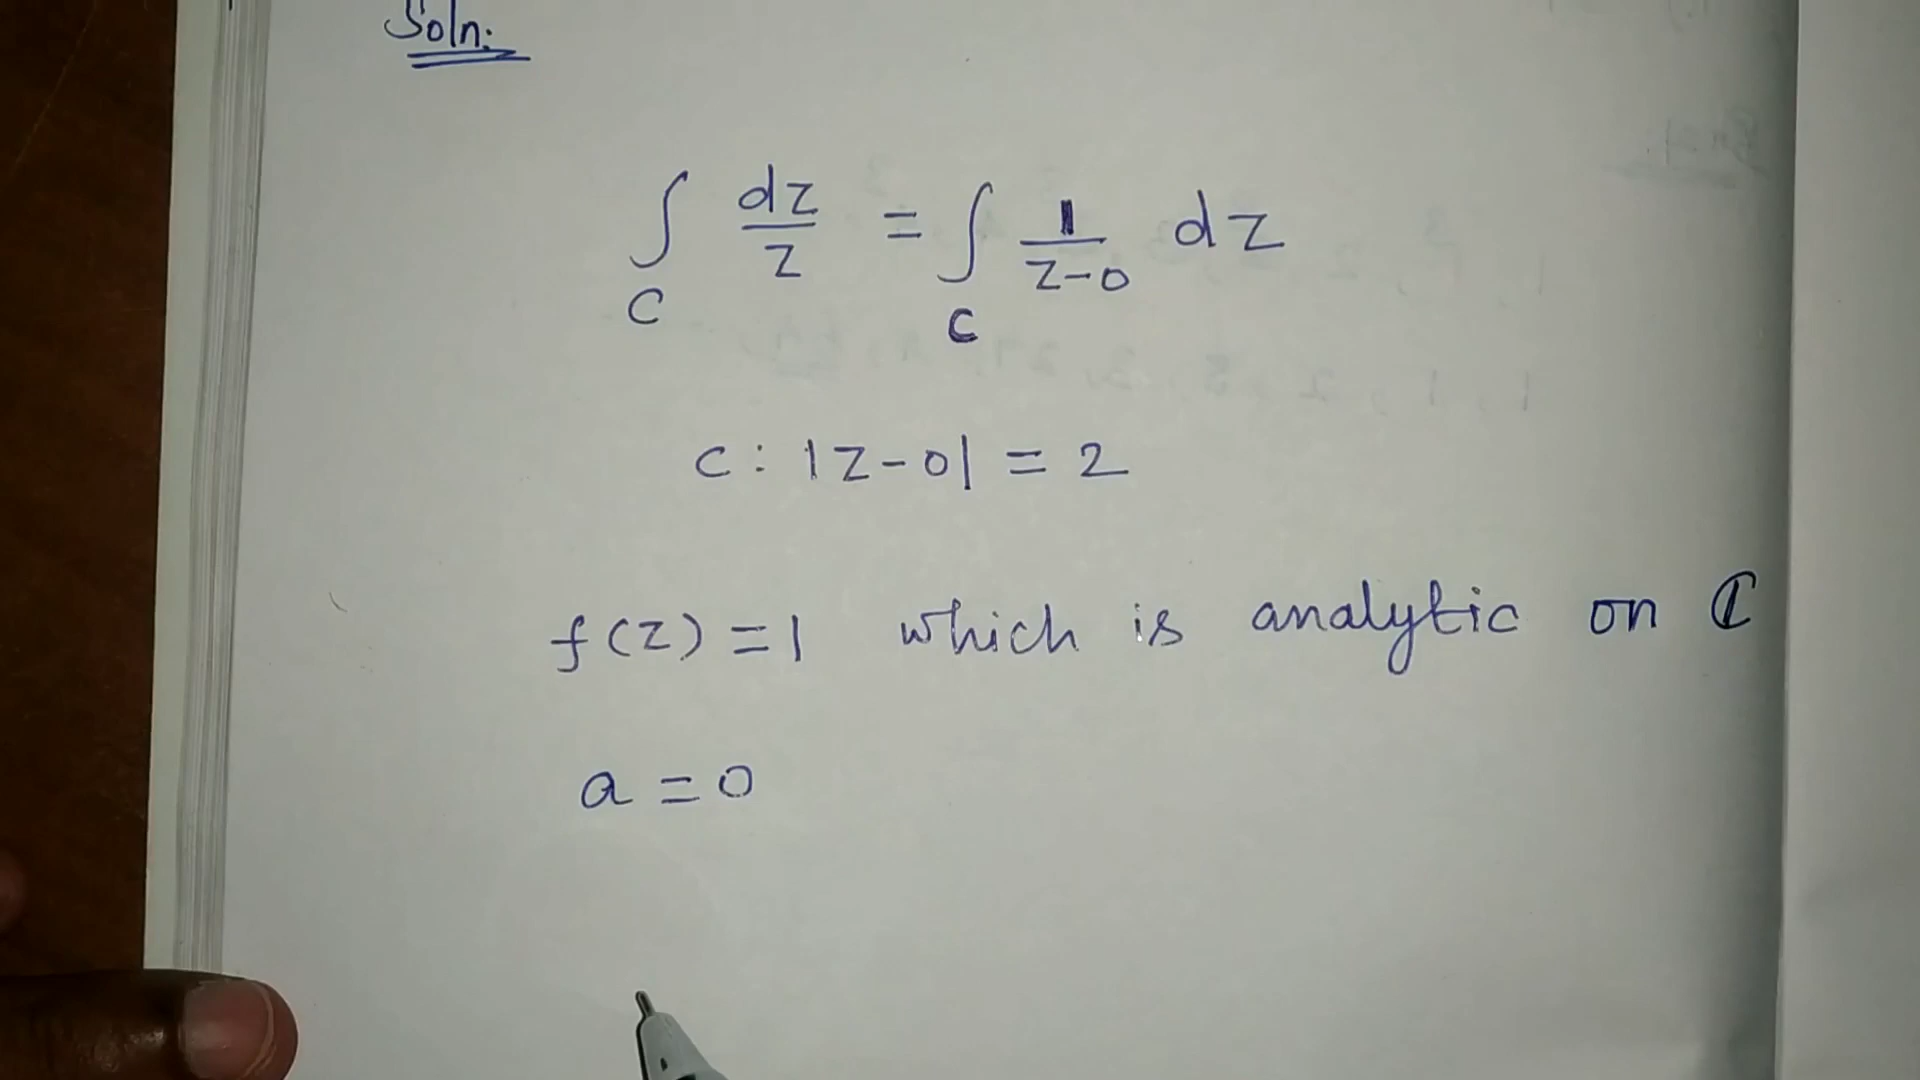 Soln.
∫_C dz/z = ∫_C 1/(z-0) dz
C : |z-0| = 2
f(z) = 1 which is analytic on ℂ
a = 0